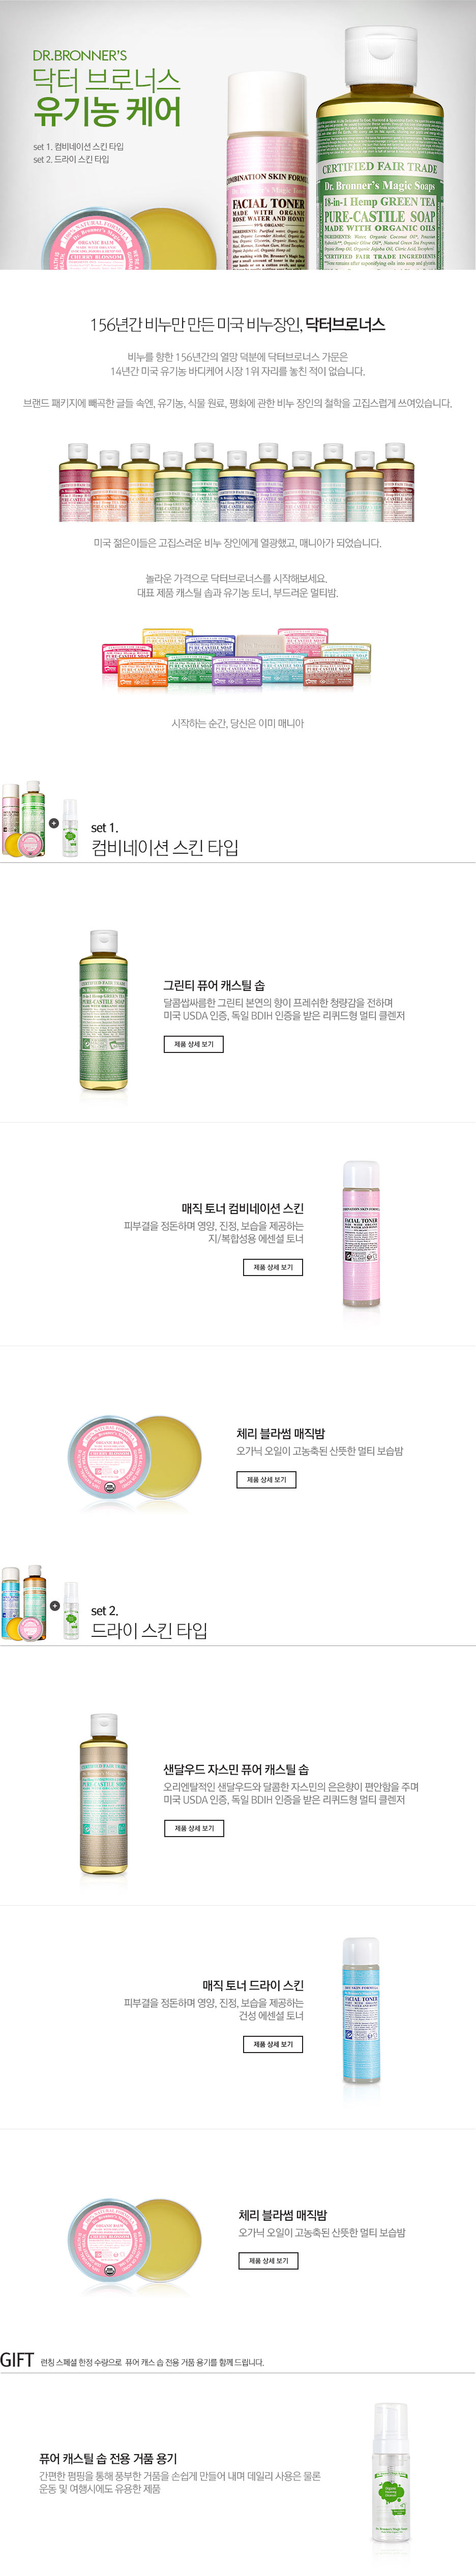 DR.BRONNER'S
닥터 브로너스
유기농 케어
set 1. 컴비네이션 스킨 타입
set 2. 드라이 스킨 타입
COMBINATION SKIN FORMULA
FACIAL TONER
MADE WITH ORGANIC
ROSE WATER AND HONEY
CERTIFIED FAIR TRADE
Dr. Bronner's Magic Soaps
18-in-1 Hemp GREEN TEA
PURE-CASTILE SOAP
MADE WITH ORGANIC OILS
ORGANIC BALM
CHERRY BLOSSOM
156년간 비누만 만든 미국 비누장인, 닥터브로너스
비누를 향한 156년간의 열망 덕분에 닥터브로너스 가문은
14년간 미국 유기농 바디케어 시장 1위 자리를 놓친 적이 없습니다.
브랜드 패키지에 빼곡한 글들 속엔, 유기농, 식물 원료, 평화에 관한 비누 장인의 철학을 고집스럽게 쓰여있습니다.
미국 젊은이들은 고집스러운 비누 장인에게 열광했고, 매니아가 되었습니다.
놀라운 가격으로 닥터브로너스를 시작해보세요.
대표 제품 캐스틸 솝과 유기농 토너, 부드러운 멀티밤.
시작하는 순간, 당신은 이미 매니아
set 1.
컴비네이션 스킨 타입
그린티 퓨어 캐스틸 솝
달콤쌉싸름한 그린티 본연의 향이 프레쉬한 청량감을 전하며
미국 USDA 인증, 독일 BDIH 인증을 받은 리퀴드형 멀티 클렌저
제품 상세 보기
매직 토너 컴비네이션 스킨
피부결을 정돈하며 영양, 진정, 보습을 제공하는
지/복합성용 에센셜 토너
제품 상세 보기
FACIAL TONER
체리 블라썸 매직밤
오가닉 오일이 고농축된 산뜻한 멀티 보습밤
제품 상세 보기
set 2.
드라이 스킨 타입
샌달우드 자스민 퓨어 캐스틸 솝
오리엔탈적인 샌달우드와 달콤한 자스민의 은은향이 편안함을 주며
미국 USDA 인증, 독일 BDIH 인증을 받은 리퀴드형 멀티 클렌저
제품 상세 보기
매직 토너 드라이 스킨
피부결을 정돈하며 영양, 진정, 보습을 제공하는
건성 에센셜 토너
제품 상세 보기
FACIAL TONER
체리 블라썸 매직밤
오가닉 오일이 고농축된 산뜻한 멀티 보습밤
제품 상세 보기
GIFT 런칭 스페셜 한정 수량으로 퓨어 캐스 솝 전용 거품 용기를 함께 드립니다.
퓨어 캐스틸 솝 전용 거품 용기
간편한 펌핑을 통해 풍부한 거품을 손쉽게 만들어 내며 데일리 사용은 물론
운동 및 여행시에도 유용한 제품